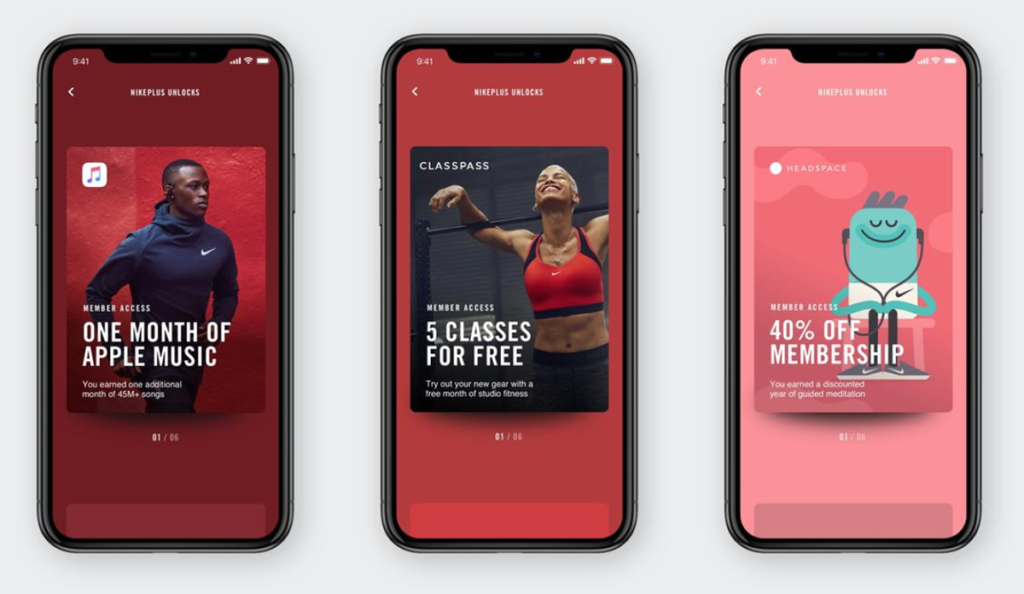 9:41
NIKEPLUS UNLOCKS
MEMBER ACCESS
ONE MONTH OF
APPLE MUSIC
You earned one additional
month of 45M+ songs
01 / 06
9:41
NIKEPLUS UNLOCKS
CLASSPASS
MEMBER ACCESS
5 CLASSES
FOR FREE
Try out your new gear with a
free month of studio fitness
01 / 06
9:41
NIKEPLUS UNLOCKS
HEADSPACE
MEMBER ACCESS
40% OFF
MEMBERSHIP
You earned a discounted
year of guided meditation
01 / 06